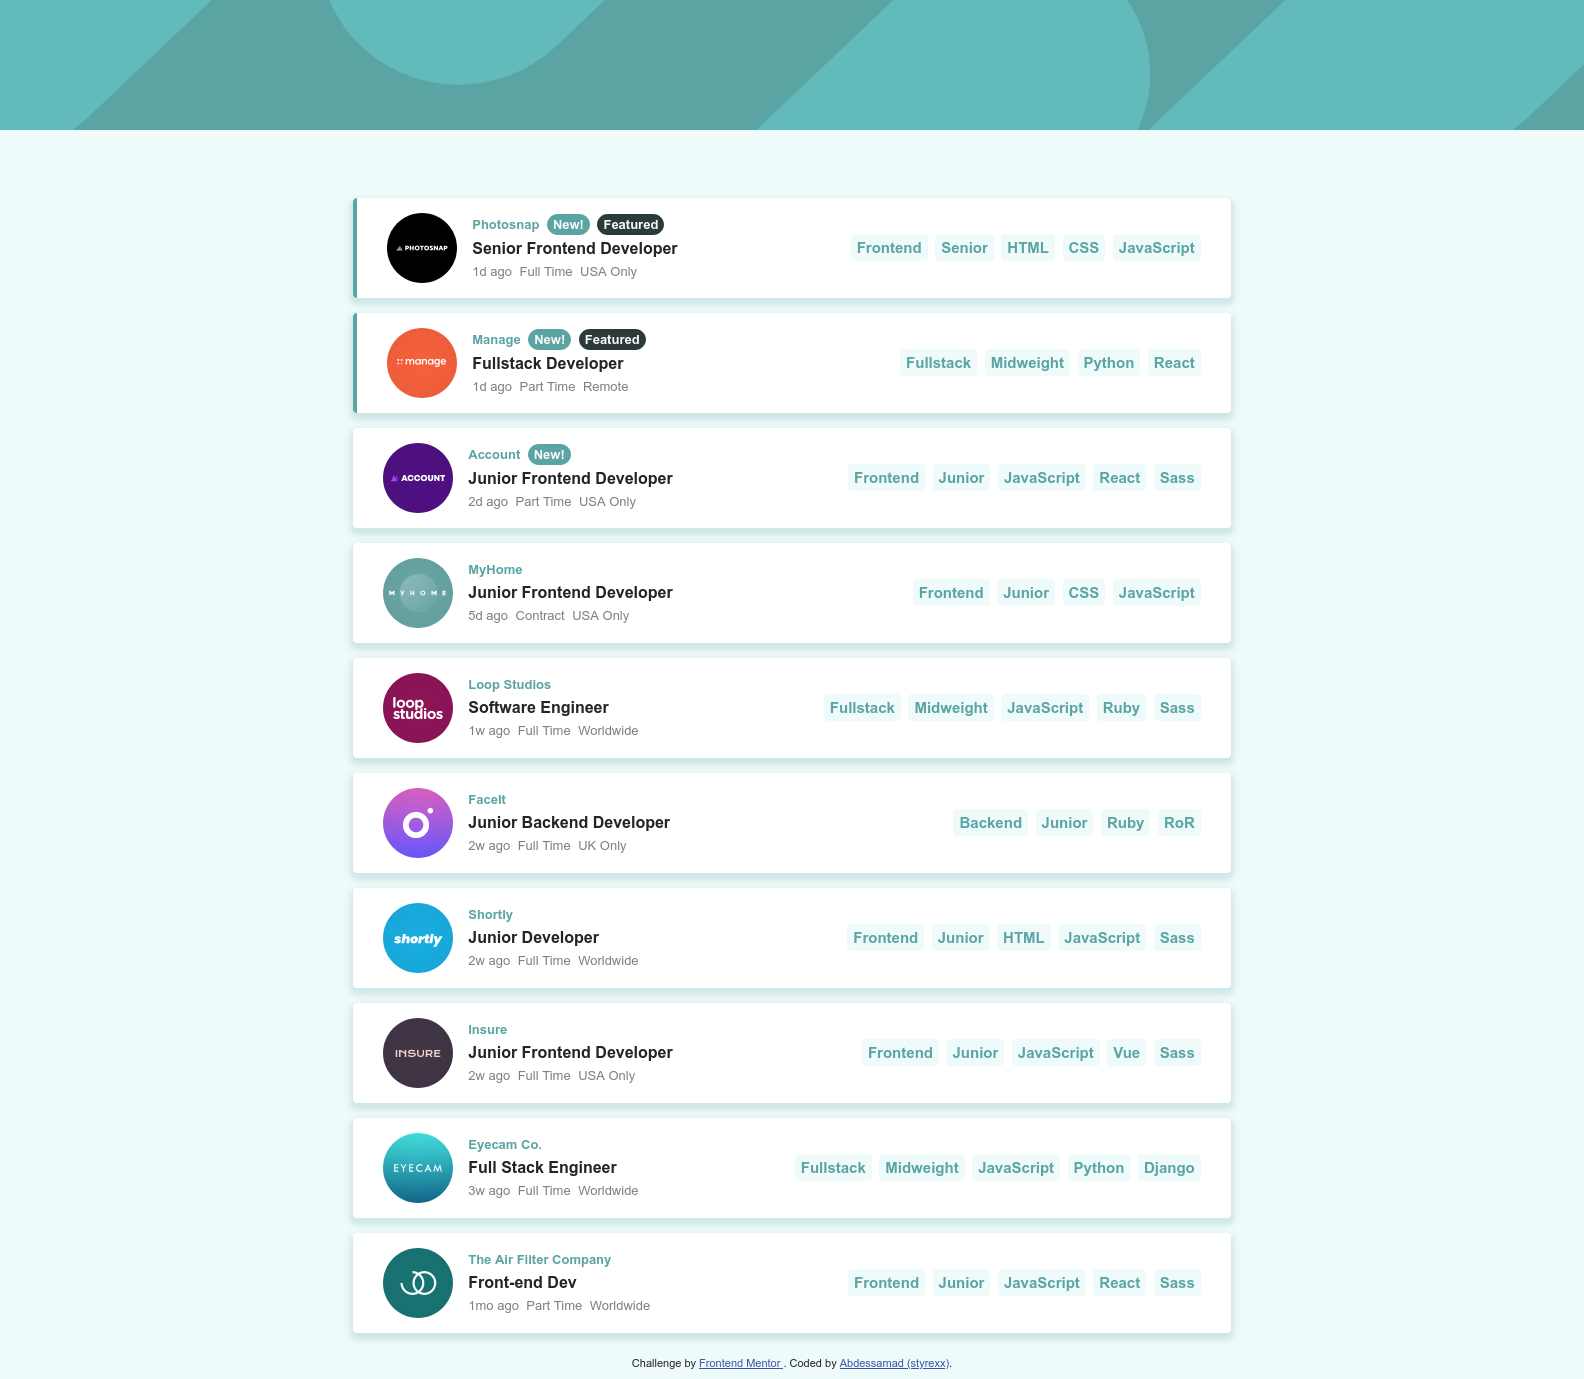 PHOTOSNAP
Photosnap New! Featured
Senior Frontend Developer
1d ago Full Time USA Only
Frontend Senior HTML CSS JavaScript
manage
Manage New! Featured
Fullstack Developer
1d ago Part Time Remote
Fullstack Midweight Python React
ACCOUNT
Account New!
Junior Frontend Developer
2d ago Part Time USA Only
Frontend Junior JavaScript React Sass
MYHOME
MyHome
Junior Frontend Developer
5d ago Contract USA Only
Frontend Junior CSS JavaScript
loop
studios
Loop Studios
Software Engineer
1w ago Full Time Worldwide
Fullstack Midweight JavaScript Ruby Sass
FaceIt
Junior Backend Developer
2w ago Full Time UK Only
Backend Junior Ruby RoR
shortly
Shortly
Junior Developer
2w ago Full Time Worldwide
Frontend Junior HTML JavaScript Sass
INSURE
Insure
Junior Frontend Developer
2w ago Full Time USA Only
Frontend Junior JavaScript Vue Sass
EYECAM
Eyecam Co.
Full Stack Engineer
3w ago Full Time Worldwide
Fullstack Midweight JavaScript Python Django
The Air Filter Company
Front-end Dev
1mo ago Part Time Worldwide
Frontend Junior JavaScript React Sass
Challenge by Frontend Mentor . Coded by Abdessamad (styrexx).